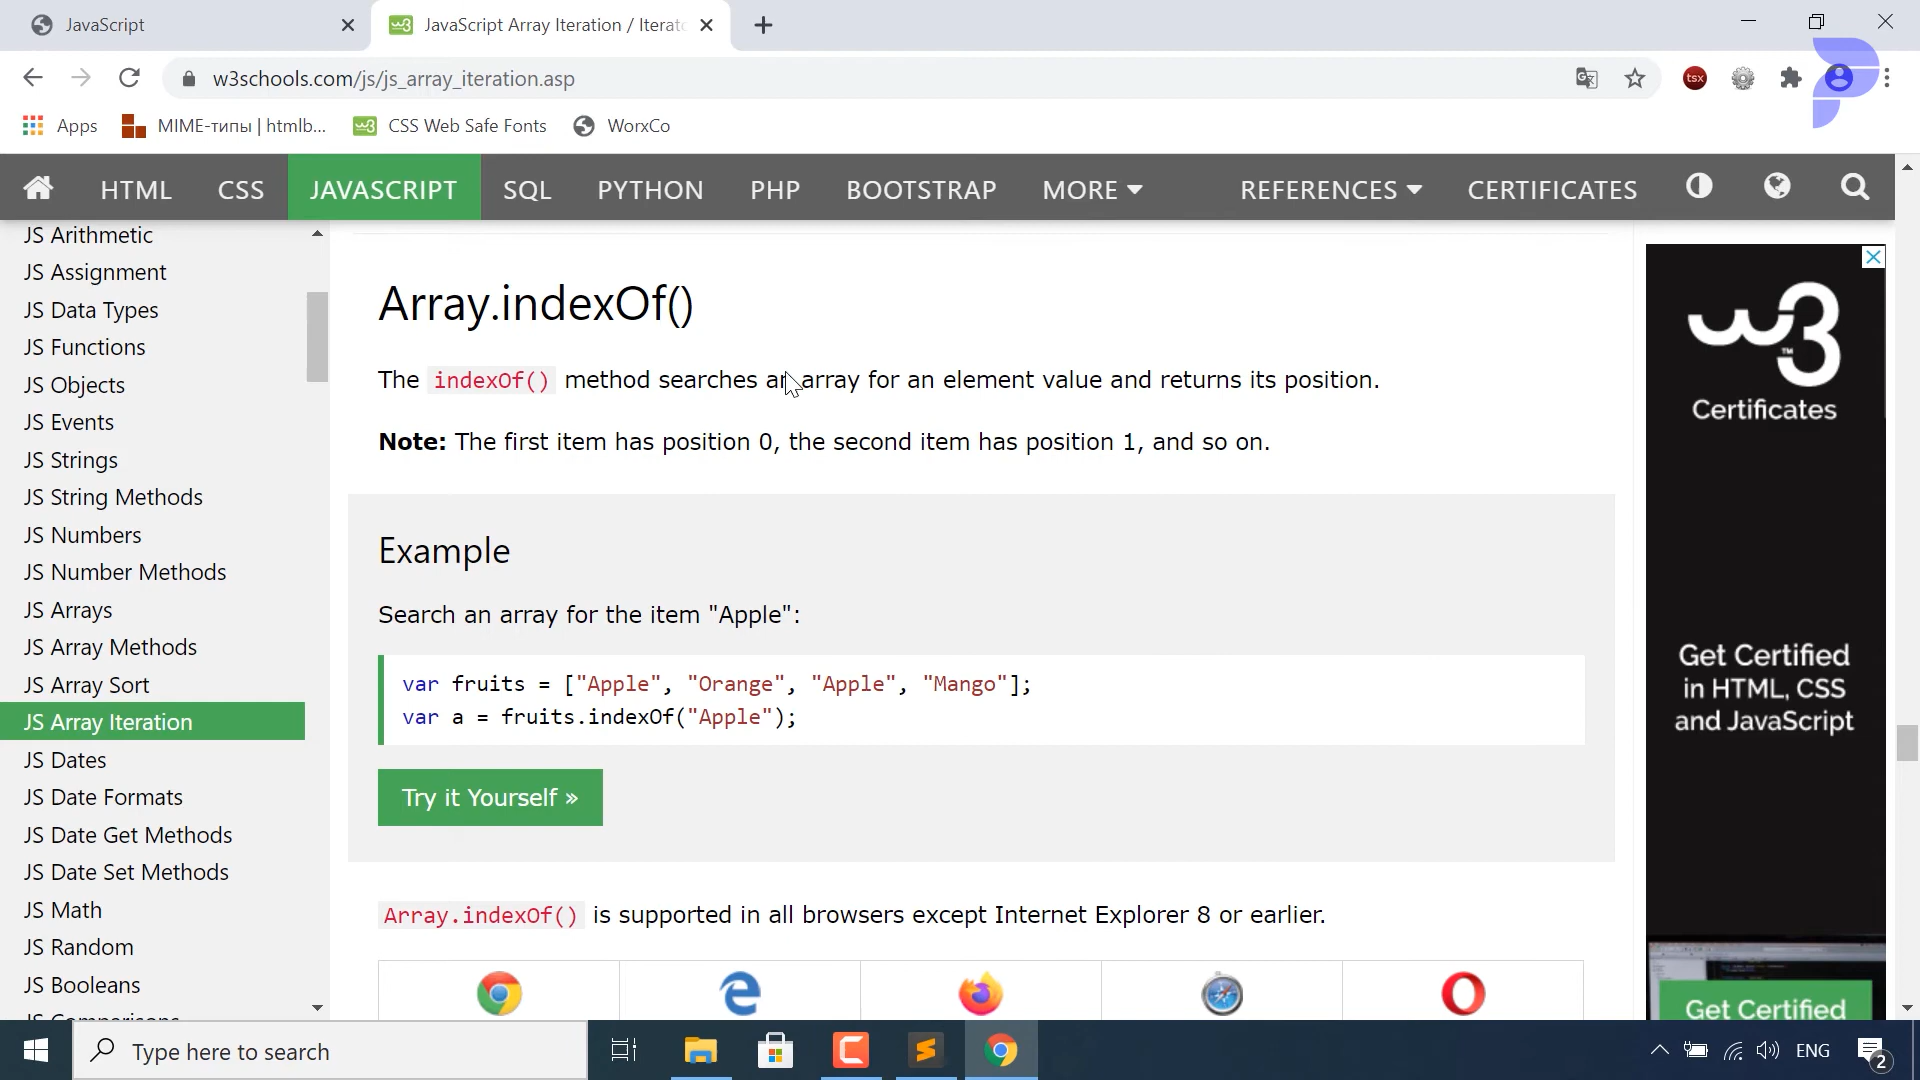 JavaScript
JavaScript Array Iteration / Iterato
w3schools.com/js/js_array_iteration.asp
tsx
Apps
MIME-типы | htmlb...
CSS Web Safe Fonts
WorxCo
HTML
CSS
JAVASCRIPT
SQL
PYTHON
PHP
BOOTSTRAP
MORE
REFERENCES
CERTIFICATES
JS Arithmetic
JS Assignment
JS Data Types
JS Functions
JS Objects
JS Events
JS Strings
JS String Methods
JS Numbers
JS Number Methods
JS Arrays
JS Array Methods
JS Array Sort
JS Array Iteration
JS Dates
JS Date Formats
JS Date Get Methods
JS Date Set Methods
JS Math
JS Random
JS Booleans
JS Comparisons
Array.indexOf()
The indexOf() method searches an array for an element value and returns its position.
Note: The first item has position 0, the second item has position 1, and so on.
Example
Search an array for the item "Apple":
var fruits = ["Apple", "Orange", "Apple", "Mango"];
var a = fruits.indexOf("Apple");
Try it Yourself »
Array.indexOf() is supported in all browsers except Internet Explorer 8 or earlier.
w3
TM
Certificates
Get Certified
in HTML, CSS
and JavaScript
Get Certified
Type here to search
ENG
2